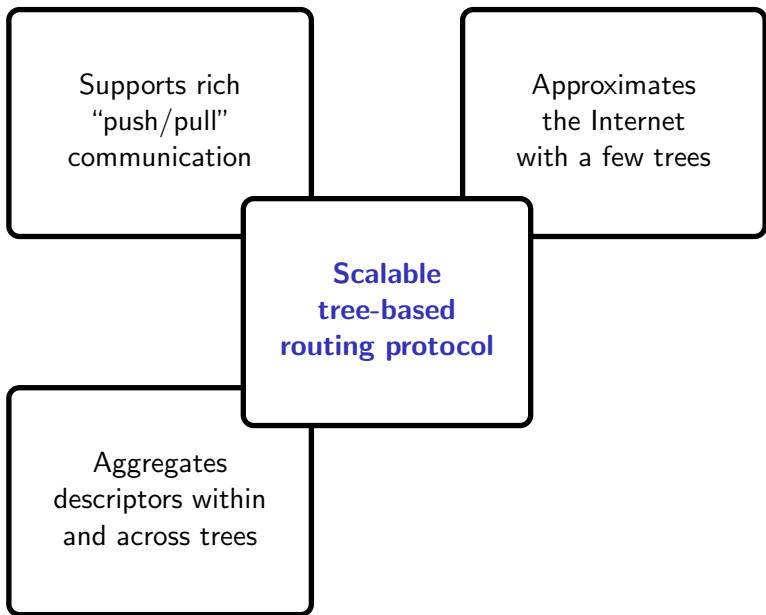 Supports rich
“push/pull”
communication
Approximates
the Internet
with a few trees
Scalable
tree-based
routing protocol
Aggregates
descriptors within
and across trees